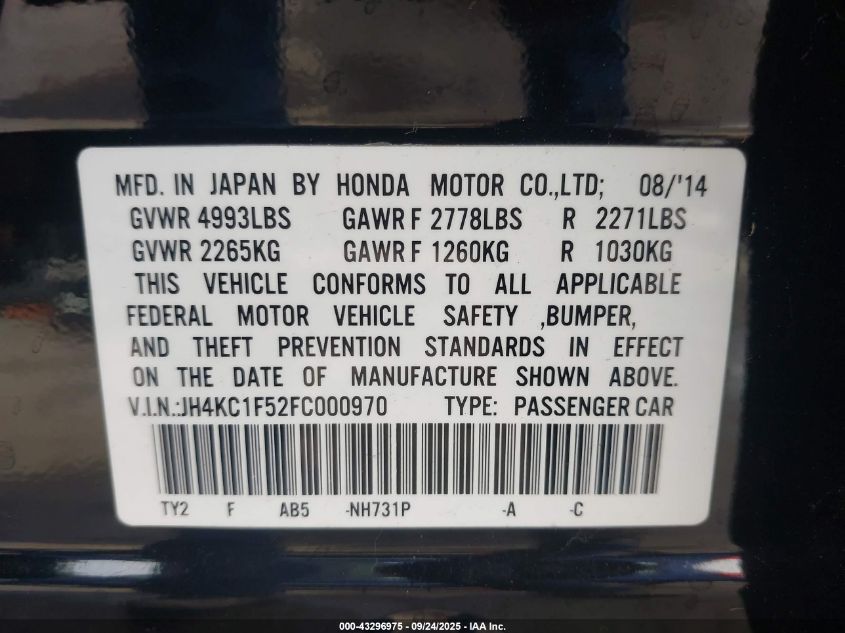 MFD. IN JAPAN BY HONDA MOTOR CO.,LTD; 08/'14
GVWR 4993LBS GAWR F 2778LBS R 2271LBS
GVWR 2265KG GAWR F 1260KG R 1030KG
THIS VEHICLE CONFORMS TO ALL APPLICABLE
FEDERAL MOTOR VEHICLE SAFETY ,BUMPER,
AND THEFT PREVENTION STANDARDS IN EFFECT
ON THE DATE OF MANUFACTURE SHOWN ABOVE.
V.I.N.:JH4KC1F52FC000970 TYPE: PASSENGER CAR
TY2 F AB5 -NH731P -A -C
000-43296975 - 09/24/2025 - IAA Inc.